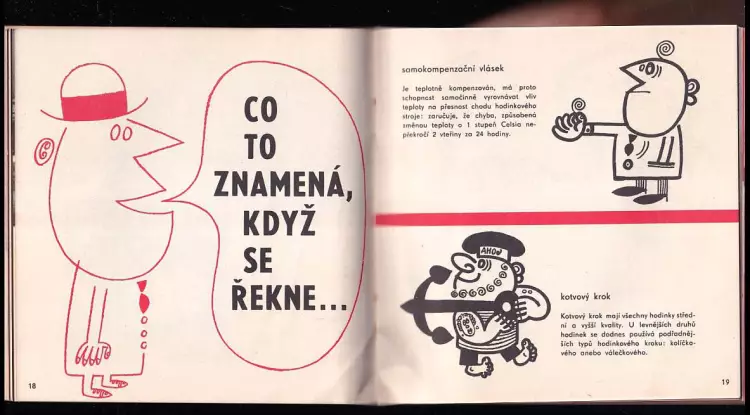 CO
TO
ZNAMENÁ,
KDYŽ
SE
ŘEKNE...
18
samokompenzační vlásek
Je teplotně kompenzován, má proto
schopnost samočinně vyrovnávat vliv
teploty na přesnost chodu hodinkového
stroje: zaručuje, že chyba, způsobená
změnou teploty o 1 stupeň Celsia ne-
překročí 2 vteřiny za 24 hodiny.
AHOJ
kotvový krok
Kotvový krok mají všechny hodinky střed-
ní a vyšší kvality. U levnějších druhů
hodinek se dodnes používá podřadněj-
ších typů hodinkového kroku: kolíčko-
vého anebo válečkového.
19